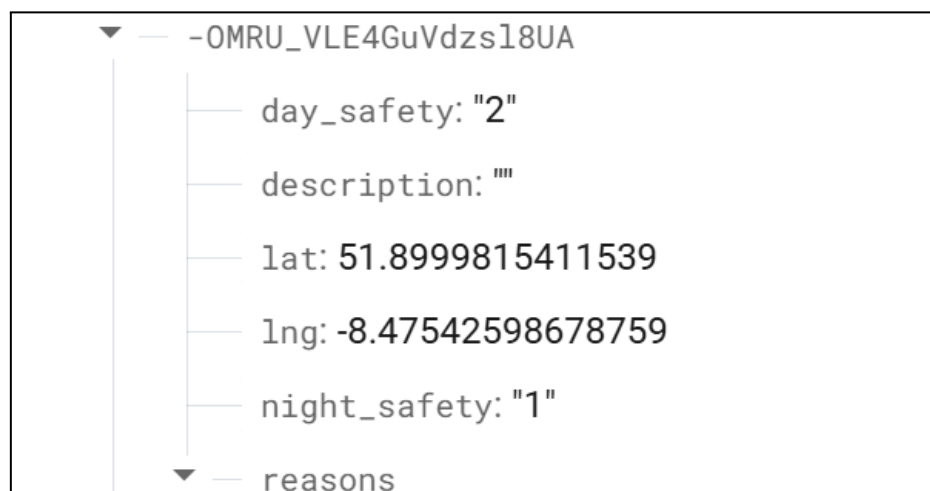 -OMRU_VLE4GuVdzsl8UA
day_safety: "2"
description: ""
lat: 51.8999815411539
lng: -8.47542598678759
night_safety: "1"
reasons